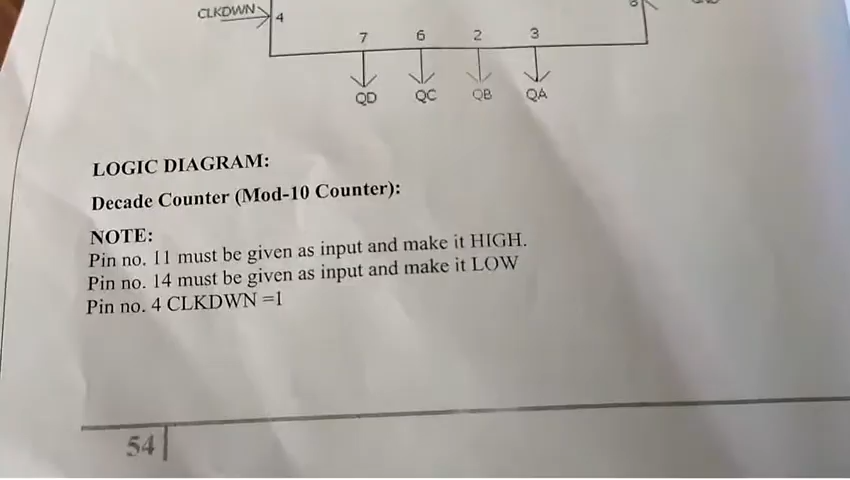 CLKDWN 4
7 6 2 3
QD QC QB QA
LOGIC DIAGRAM:
Decade Counter (Mod-10 Counter):
NOTE:
Pin no. 11 must be given as input and make it HIGH.
Pin no. 14 must be given as input and make it LOW
Pin no. 4 CLKDWN =1
54